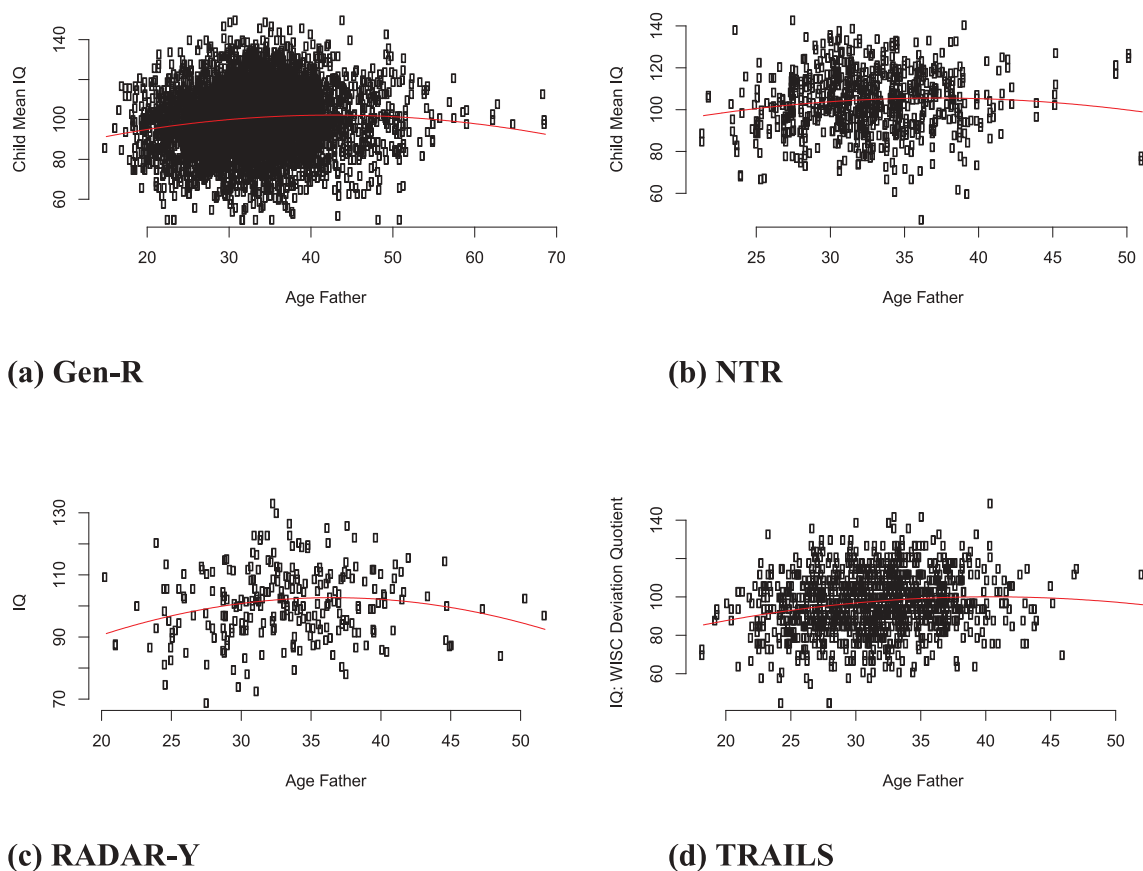 140
120
100
80
60
Child Mean IQ
20 30 40 50 60 70
Age Father
(a) Gen-R
140
120
100
80
60
Child Mean IQ
25 30 35 40 45 50
Age Father
(b) NTR
130
110
90
70
IQ
20 25 30 35 40 45 50
Age Father
(c) RADAR-Y
140
100
80
60
IQ: WISC Deviation Quotient
20 25 30 35 40 45 50
Age Father
(d) TRAILS